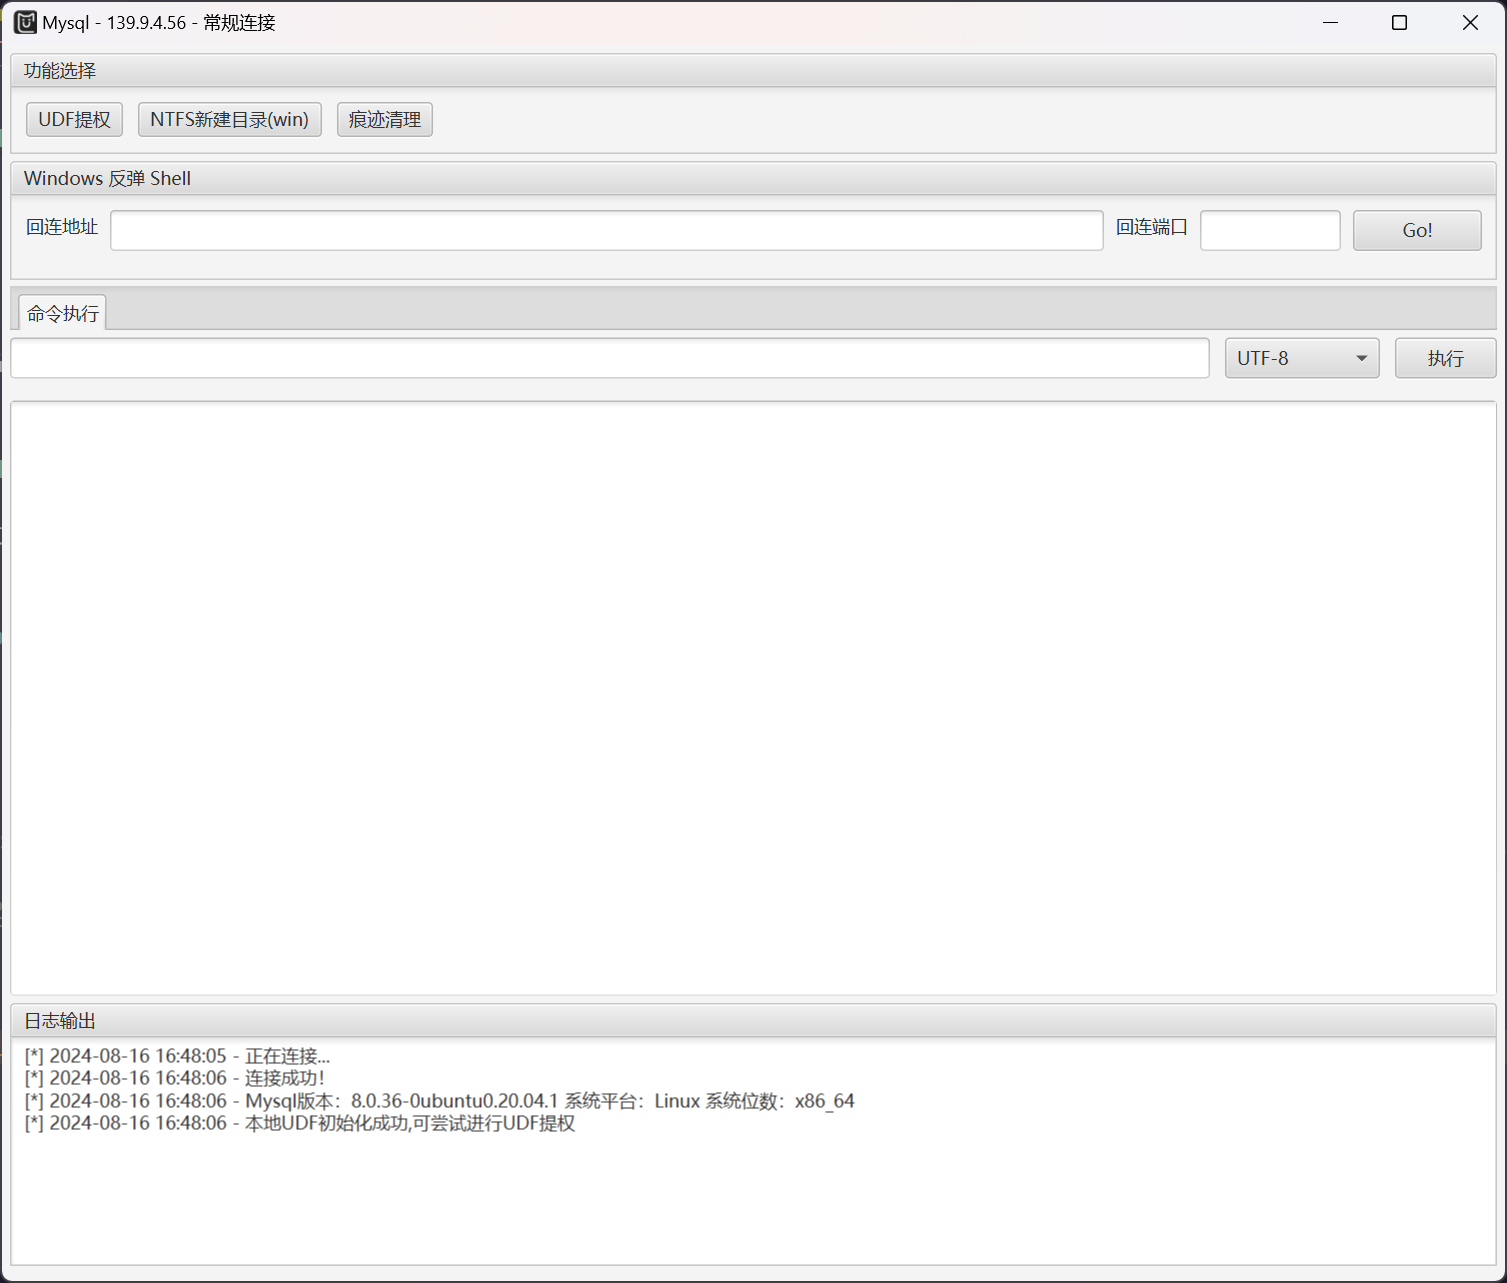 Mysql - 139.9.4.56 - 常规连接
功能选择
UDF提权 NTFS新建目录(win) 痕迹清理
Windows 反弹 Shell
回连地址 回连端口 Go!
命令执行
UTF-8 执行
日志输出
[*] 2024-08-16 16:48:05 - 正在连接...
[*] 2024-08-16 16:48:06 - 连接成功!
[*] 2024-08-16 16:48:06 - Mysql版本：8.0.36-0ubuntu0.20.04.1 系统平台：Linux 系统位数：x86_64
[*] 2024-08-16 16:48:06 - 本地UDF初始化成功,可尝试进行UDF提权